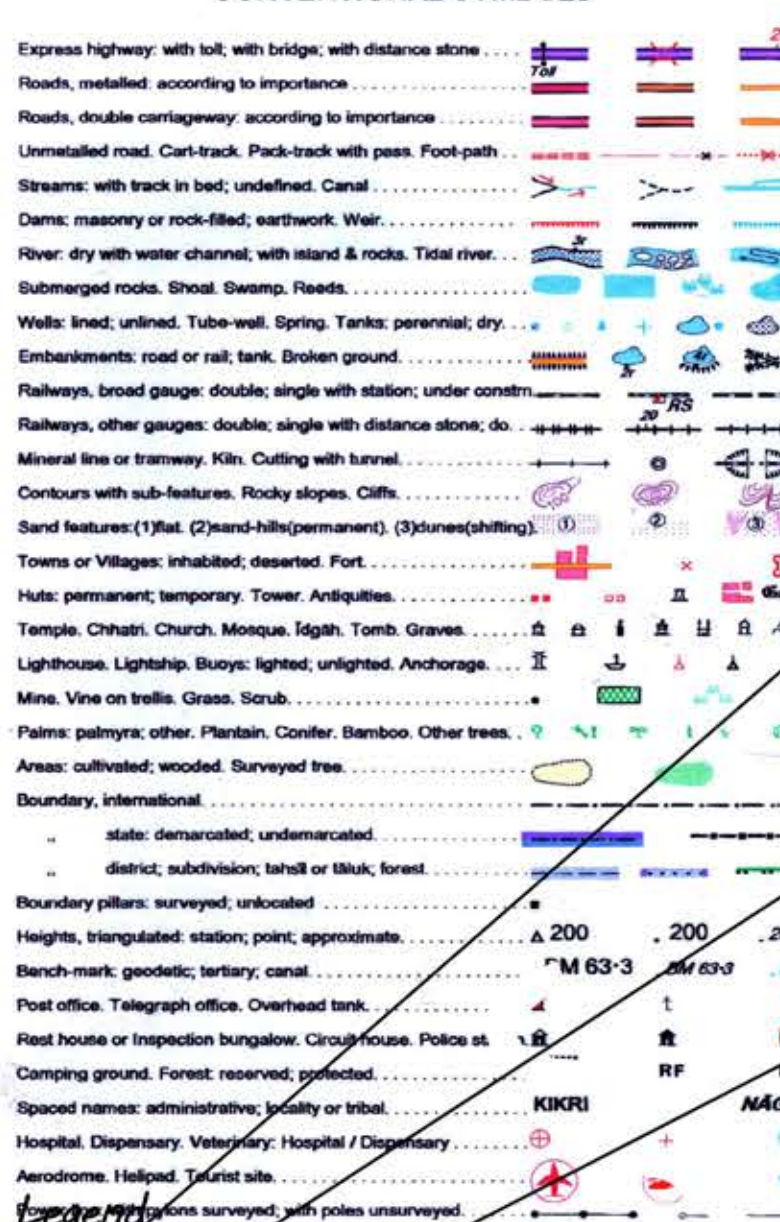 Express highway: with toll; with bridge; with distance stone
Toll
Roads, metalled: according to importance
Roads, double carriageway: according to importance
Unmetalled road. Cart-track. Pack-track with pass. Foot-path
Streams: with track in bed; undefined. Canal
Dams: masonry or rock-filled; earthwork. Weir.
River: dry with water channel; with island & rocks. Tidal river. 3r
Submerged rocks. Shoal. Swamp. Reeds.
Wells: lined; unlined. Tube-well. Spring. Tanks: perennial; dry.
Embankments: road or rail; tank. Broken ground. 2r 4r
Railways, broad gauge: double; single with station; under constrn. RS
Railways, other gauges: double; single with distance stone; do. 20
Mineral line or tramway. Kiln. Cutting with tunnel.
Contours with sub-features. Rocky slopes. Cliffs.
Sand features:(1)flat. (2)sand-hills(permanent). (3)dunes(shifting). ① ② ③
Towns or Villages: inhabited; deserted. Fort.
Huts: permanent; temporary. Tower. Antiquities.
Temple. Chhatri. Church. Mosque. Īdgāh. Tomb. Graves.
Lighthouse. Lightship. Buoys: lighted; unlighted. Anchorage.
Mine. Vine on trellis. Grass. Scrub.
Palms: palmyra; other. Plantain. Conifer. Bamboo. Other trees.
Areas: cultivated; wooded. Surveyed tree.
Boundary, international.
„ state: demarcated; undemarcated.
„ district; subdivision; tahsīl or tāluk; forest.
Boundary pillars: surveyed; unlocated
Heights, triangulated: station; point; approximate. 200 . 200
Bench-mark: geodetic; tertiary; canal. BM 63·3 BM 63·3
Post office. Telegraph office. Overhead tank.
Rest house or Inspection bungalow. Circuit house. Police st.
Camping ground. Forest: reserved; protected. RF
Spaced names: administrative; locality or tribal. KIKRI
Hospital. Dispensary. Veterinary: Hospital / Dispensary
Aerodrome. Helipad. Tourist site.
Legend
pylons surveyed; with poles unsurveyed.